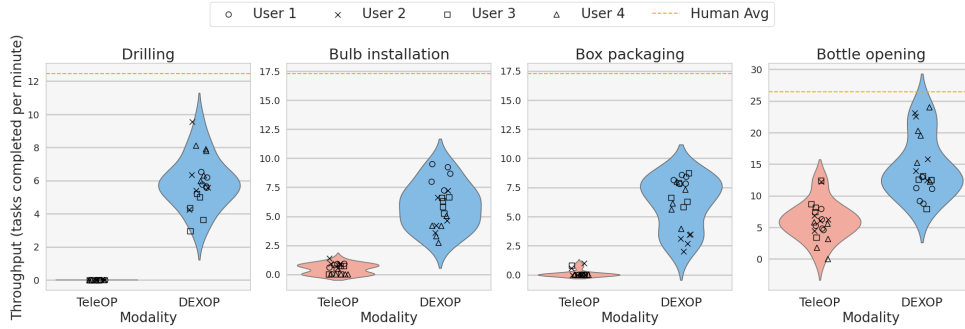 User 1 User 2 User 3 User 4 Human Avg
Throughput (tasks completed per minute)
Drilling
12
10
8
6
4
2
0
TeleOP DEXOP
Modality
Bulb installation
17.5
15.0
12.5
10.0
7.5
5.0
2.5
0.0
TeleOP DEXOP
Modality
Box packaging
17.5
15.0
12.5
10.0
7.5
5.0
2.5
0.0
TeleOP DEXOP
Modality
Bottle opening
30
25
20
15
10
5
0
TeleOP DEXOP
Modality